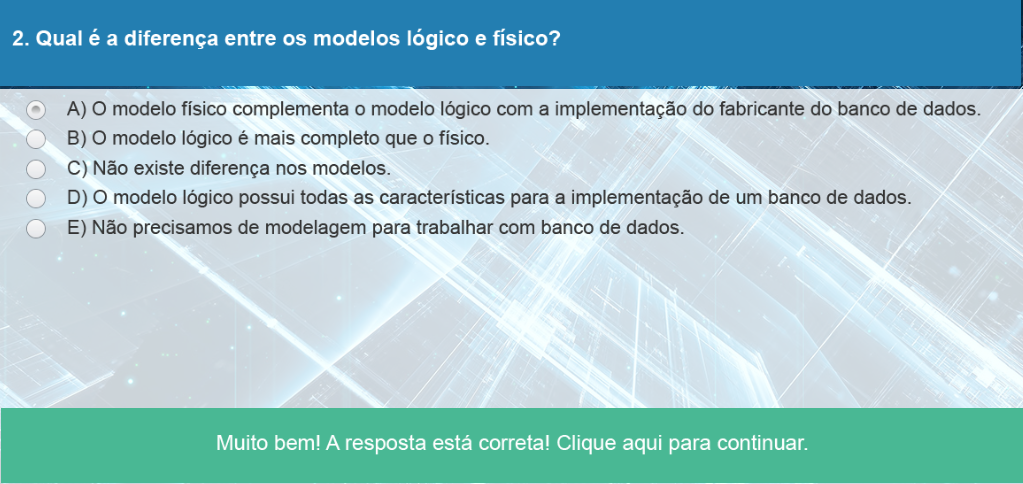 2. Qual é a diferença entre os modelos lógico e físico?
A) O modelo físico complementa o modelo lógico com a implementação do fabricante do banco de dados.
B) O modelo lógico é mais completo que o físico.
C) Não existe diferença nos modelos.
D) O modelo lógico possui todas as características para a implementação de um banco de dados.
E) Não precisamos de modelagem para trabalhar com banco de dados.
Muito bem! A resposta está correta! Clique aqui para continuar.